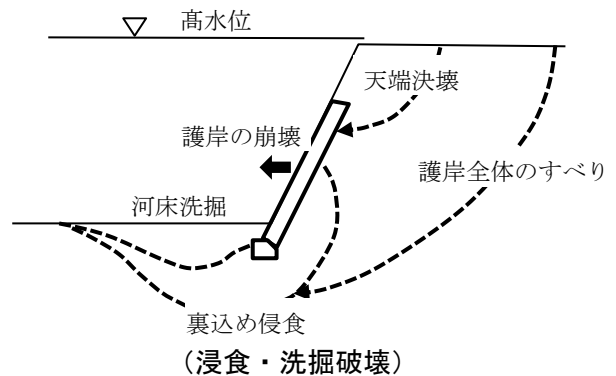 髙水位
天端決壊
護岸の崩壊
護岸全体のすべり
河床洗掘
裏込め侵食
（浸食・洗掘破壊）